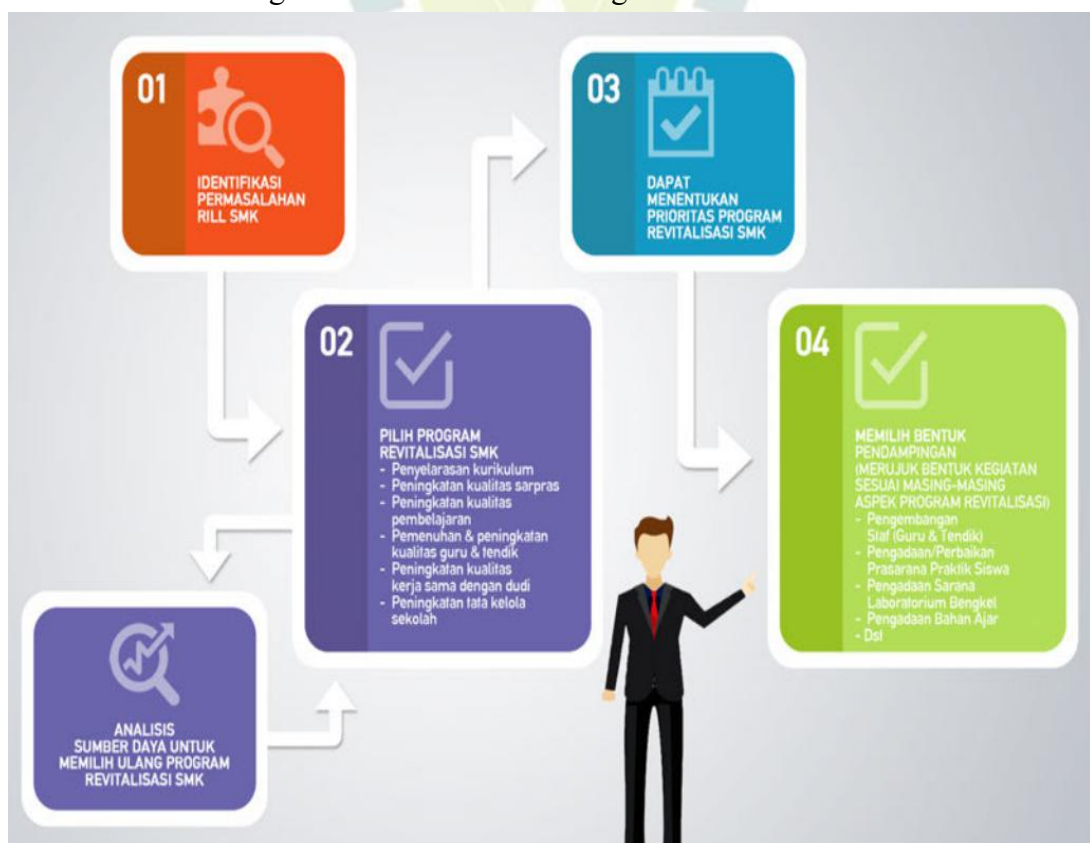 01
IDENTIFIKASI
PERMASALAHAN
RILL SMK
02
PILIH PROGRAM
REVITALISASI SMK
- Penyelarasan kurikulum
- Peningkatan kualitas sarpras
- Peningkatan kualitas
pembelajaran
- Pemenuhan & peningkatan
kualitas guru & tendik
- Peningkatan kualitas
kerja sama dengan dudi
- Peningkatan tata kelola
sekolah
ANALISIS
SUMBER DAYA UNTUK
MEMILIH ULANG PROGRAM
REVITALISASI SMK
03
DAPAT
MENENTUKAN
PRIORITAS PROGRAM
REVITALISASI SMK
04
MEMILIH BENTUK
PENDAMPINGAN
(MERUJUK BENTUK KEGIATAN
SESUAI MASING-MASING
ASPEK PROGRAM REVITALISASI)
- Pengembangan
Staf (Guru & Tendik)
- Pengadaan/Perbaikan
Prasarana Praktik Siswa
- Pengadaan Sarana
Laboratorium Bengkel
- Pengadaan Bahan Ajar
- Dsl